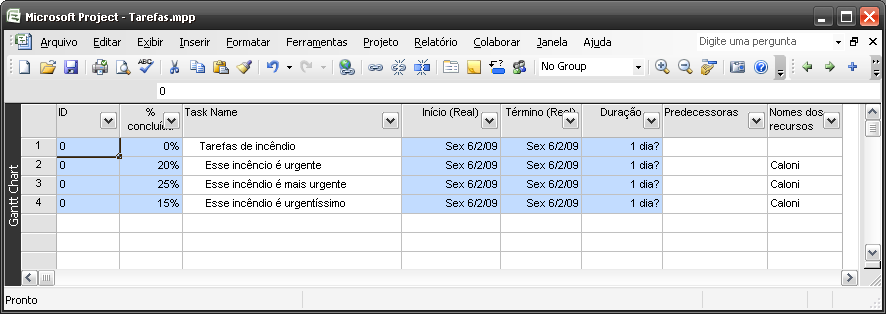 Microsoft Project - Tarefas.mpp
Arquivo Editar Exibir Inserir Formatar Ferramentas Projeto Relatório Colaborar Janela Ajuda Digite uma pergunta
ABC No Group
0
ID % concluída Task Name Início (Real) Término (Real) Duração Predecessoras Nomes dos recursos
1 0 0% Tarefas de incêndio Sex 6/2/09 Sex 6/2/09 1 dia?
2 0 20% Esse incêncio é urgente Sex 6/2/09 Sex 6/2/09 1 dia? Caloni
3 0 25% Esse incêndio é mais urgente Sex 6/2/09 Sex 6/2/09 1 dia? Caloni
4 0 15% Esse incêndio é urgentíssimo Sex 6/2/09 Sex 6/2/09 1 dia? Caloni
Gantt Chart
Pronto